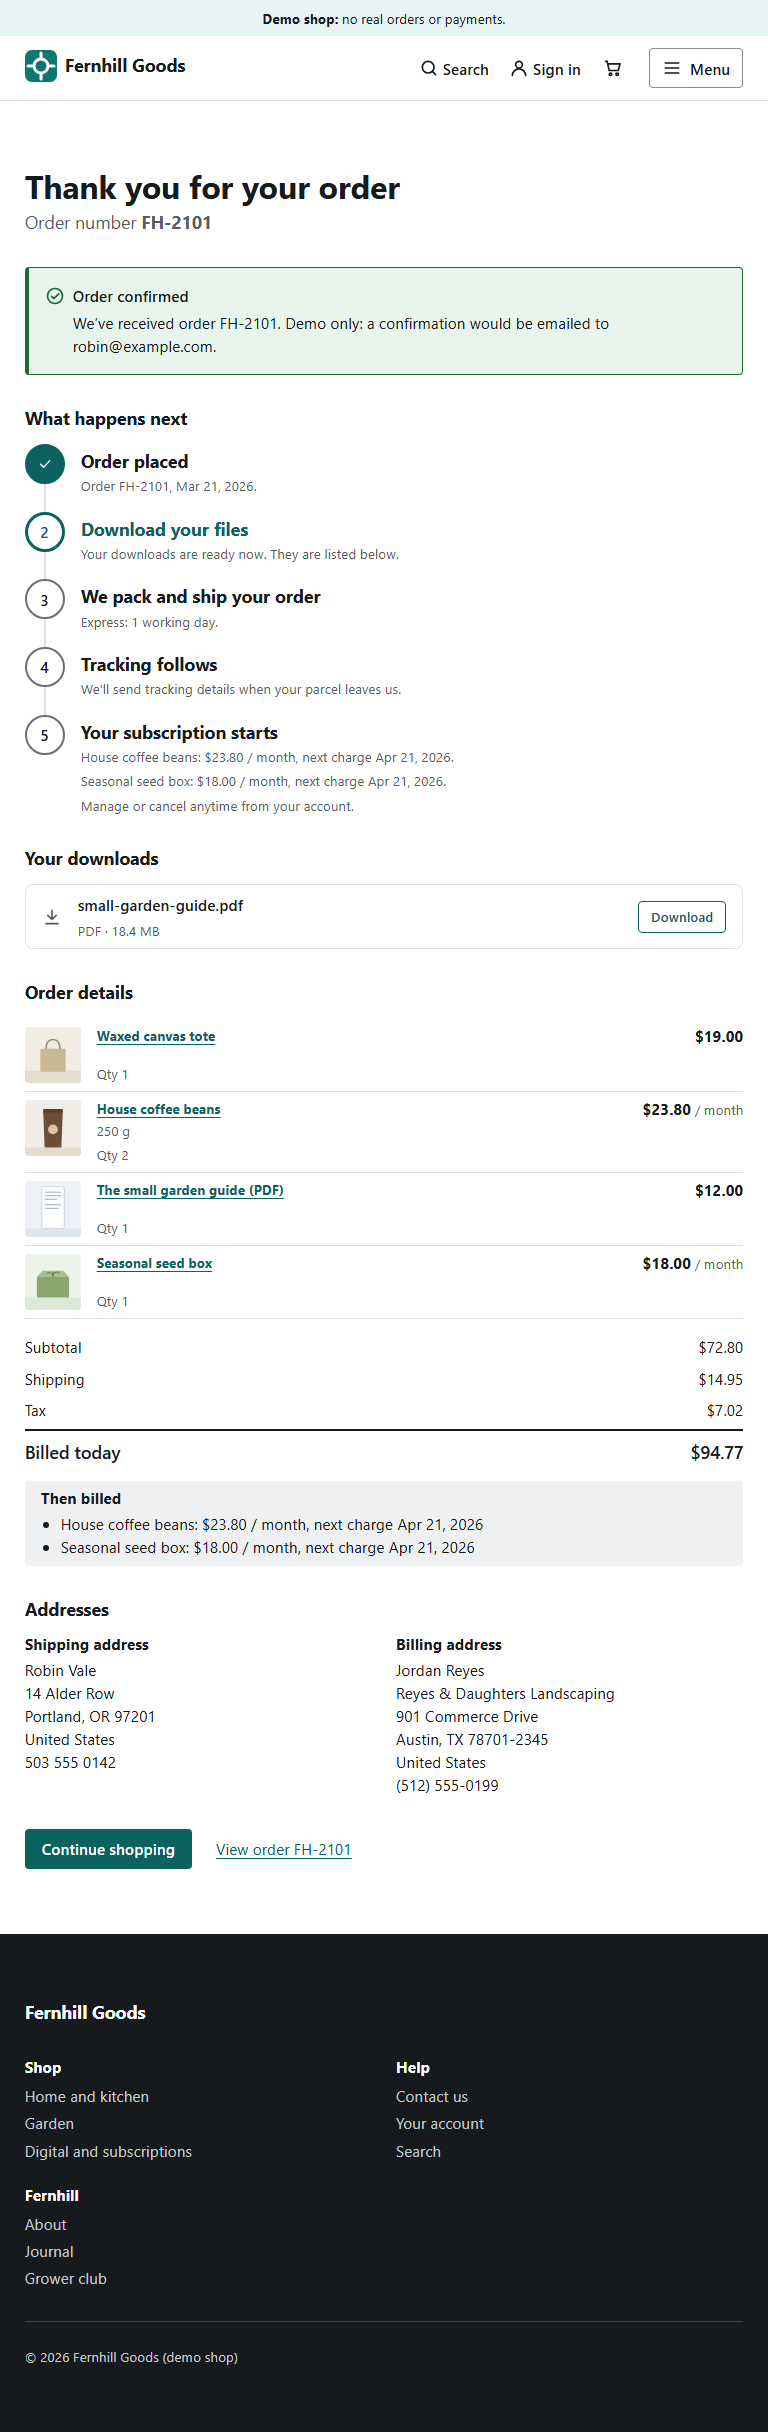 Demo shop: no real orders or payments.
Fernhill Goods
Search
Sign in
Menu
Thank you for your order
Order number FH-2101
Order confirmed
We’ve received order FH-2101. Demo only: a confirmation would be emailed to
robin@example.com.
What happens next
Order placed
Order FH-2101, Mar 21, 2026.
2
Download your files
Your downloads are ready now. They are listed below.
3
We pack and ship your order
Express: 1 working day.
4
Tracking follows
We’ll send tracking details when your parcel leaves us.
5
Your subscription starts
House coffee beans: $23.80 / month, next charge Apr 21, 2026.
Seasonal seed box: $18.00 / month, next charge Apr 21, 2026.
Manage or cancel anytime from your account.
Your downloads
small-garden-guide.pdf
PDF · 18.4 MB
Download
Order details
Waxed canvas tote
$19.00
Qty 1
House coffee beans
$23.80 / month
250 g
Qty 2
The small garden guide (PDF)
$12.00
Qty 1
Seasonal seed box
$18.00 / month
Qty 1
Subtotal
$72.80
Shipping
$14.95
Tax
$7.02
Billed today
$94.77
Then billed
House coffee beans: $23.80 / month, next charge Apr 21, 2026
Seasonal seed box: $18.00 / month, next charge Apr 21, 2026
Addresses
Shipping address
Robin Vale
14 Alder Row
Portland, OR 97201
United States
503 555 0142
Billing address
Jordan Reyes
Reyes & Daughters Landscaping
901 Commerce Drive
Austin, TX 78701-2345
United States
(512) 555-0199
Continue shopping
View order FH-2101
Fernhill Goods
Shop
Home and kitchen
Garden
Digital and subscriptions
Help
Contact us
Your account
Search
Fernhill
About
Journal
Grower club
© 2026 Fernhill Goods (demo shop)